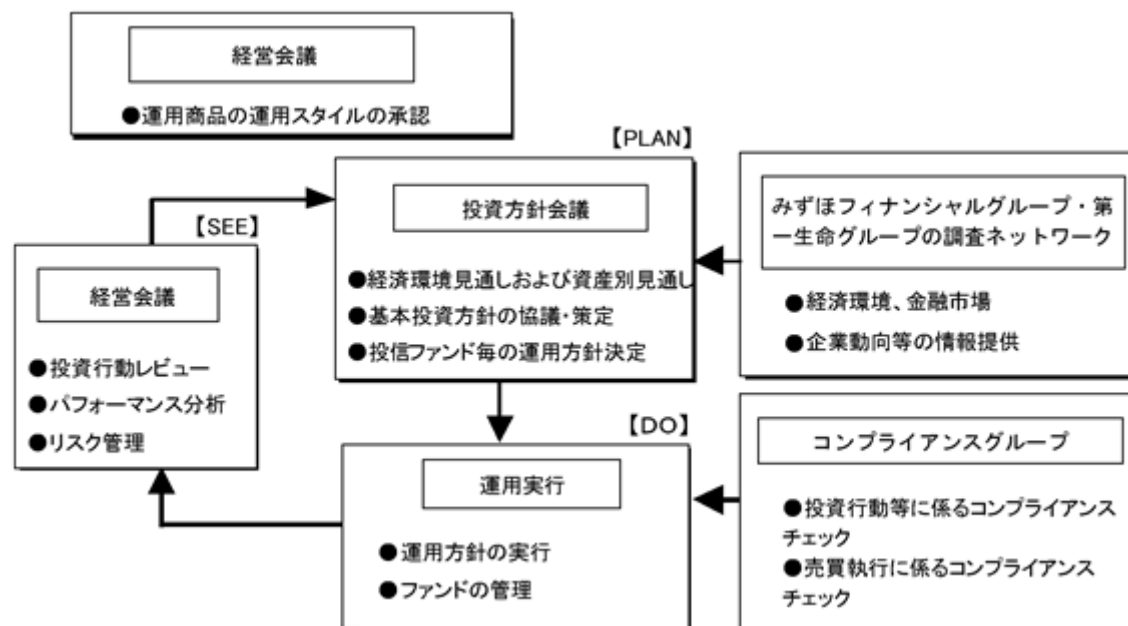 経営会議
●運用商品の運用スタイルの承認
【PLAN】
投資方針会議
●経済環境見通しおよび資産別見通し
●基本投資方針の協議・策定
●投信ファンド毎の運用方針決定
みずほフィナンシャルグループ・第
一生命グループの調査ネットワーク
●経済環境、金融市場
●企業動向等の情報提供
【SEE】
経営会議
●投資行動レビュー
●パフォーマンス分析
●リスク管理
【DO】
運用実行
●運用方針の実行
●ファンドの管理
コンプライアンスグループ
●投資行動等に係るコンプライアンス
チェック
●売買執行に係るコンプライアンス
チェック